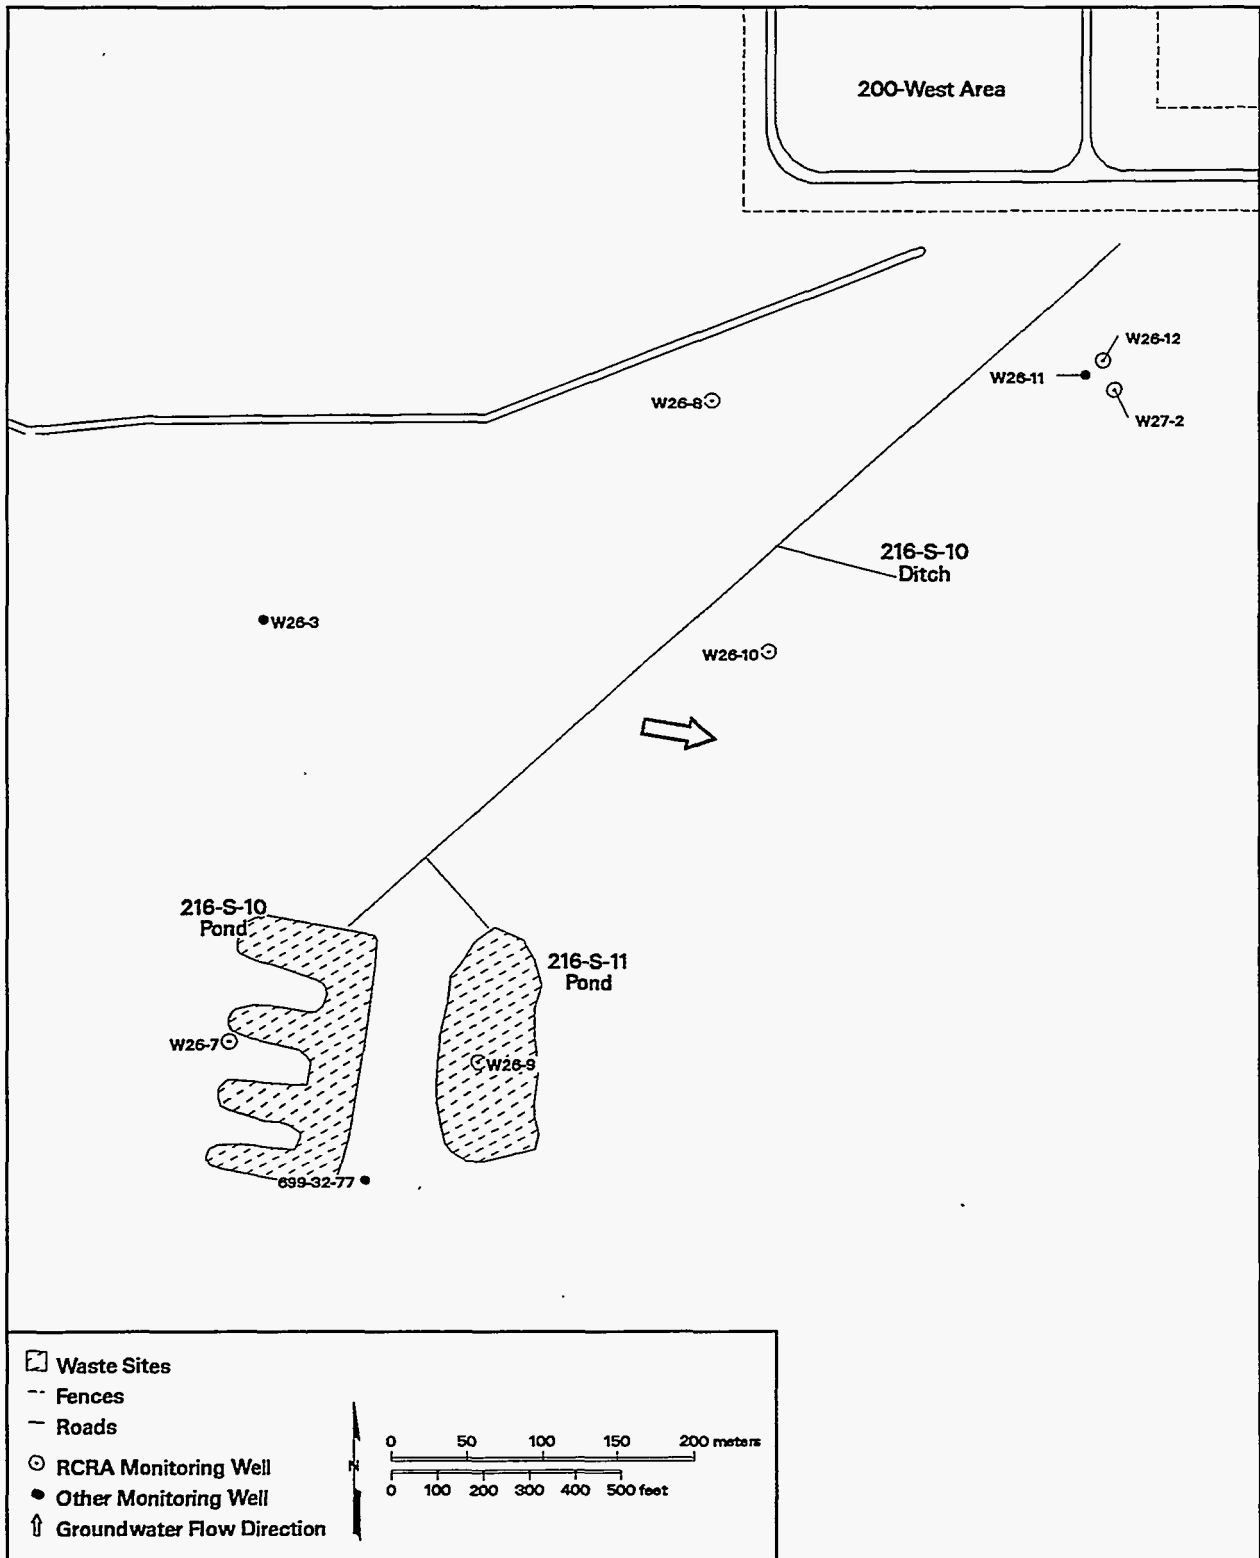 200-West Area
W26-12
W26-11
W26-8
W27-2
216-S-10
Ditch
W26-3
W26-10
216-S-10
Pond
216-S-11
Pond
W26-7
W26-9
699-32-77
Waste Sites
Fences
Roads
RCRA Monitoring Well
Other Monitoring Well
Groundwater Flow Direction
N
0 50 100 150 200 meters
0 100 200 300 400 500 feet